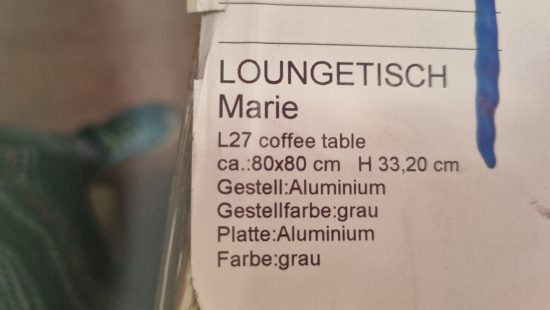 LOUNGETISCH
Marie
L27 coffee table
ca.:80x80 cm H 33,20 cm
Gestell:Aluminium
Gestellfarbe:grau
Platte:Aluminium
Farbe:grau